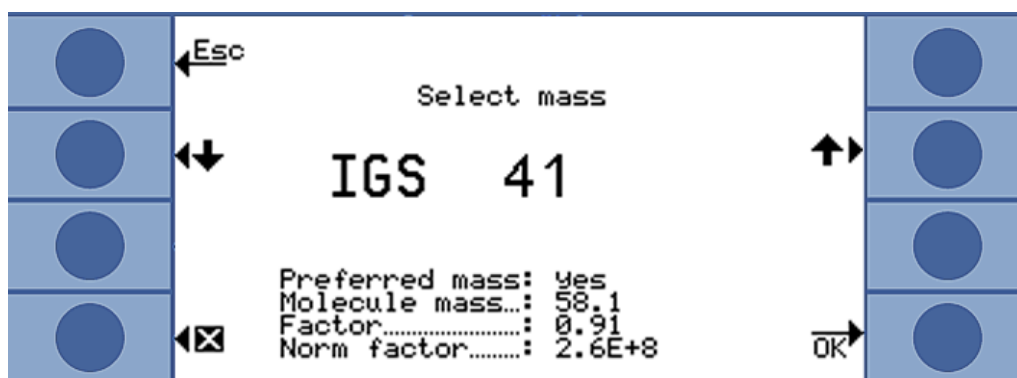 Esc
Select mass
IGS 41
Preferred mass: yes
Molecule mass…: 58.1
Factor……………………: 0.91
Norm factor………: 2.6E+8
OK